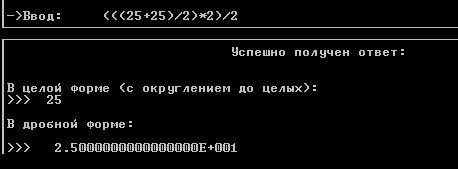 ->Ввод: (((25+25)/2)*2)/2
Успешно получен ответ:
В целой форме (с округлением до целых):
>>> 25
В дробной форме:
>>> 2.5000000000000000E+001